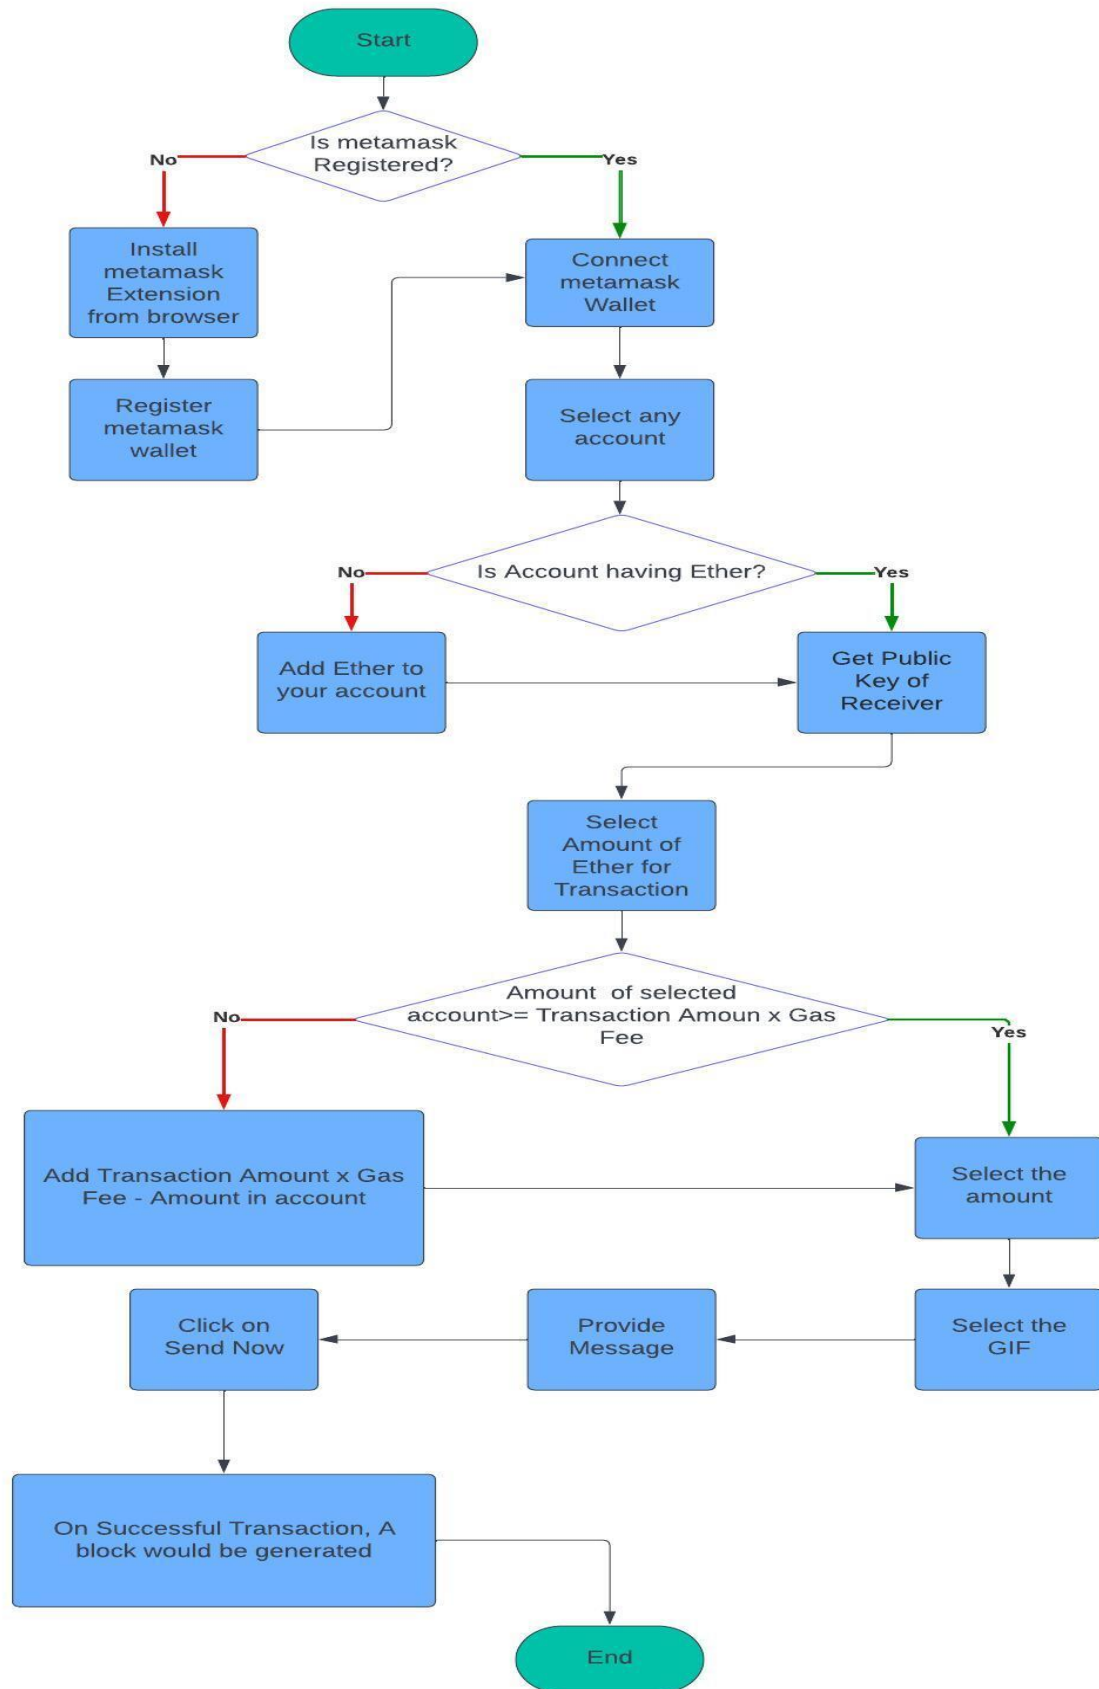 Start
Is metamask
Registered?
No
Yes
Install
metamask
Extension
from browser
Connect
metamask
Wallet
Register
metamask
wallet
Select any
account
Is Account having Ether?
No
Yes
Add Ether to
your account
Get Public
Key of
Receiver
Select
Amount of
Ether for
Transaction
Amount of selected
account>= Transaction Amoun x Gas
Fee
No
Yes
Add Transaction Amount x Gas
Fee - Amount in account
Select the
amount
Click on
Send Now
Provide
Message
Select the
GIF
On Successful Transaction, A
block would be generated
End